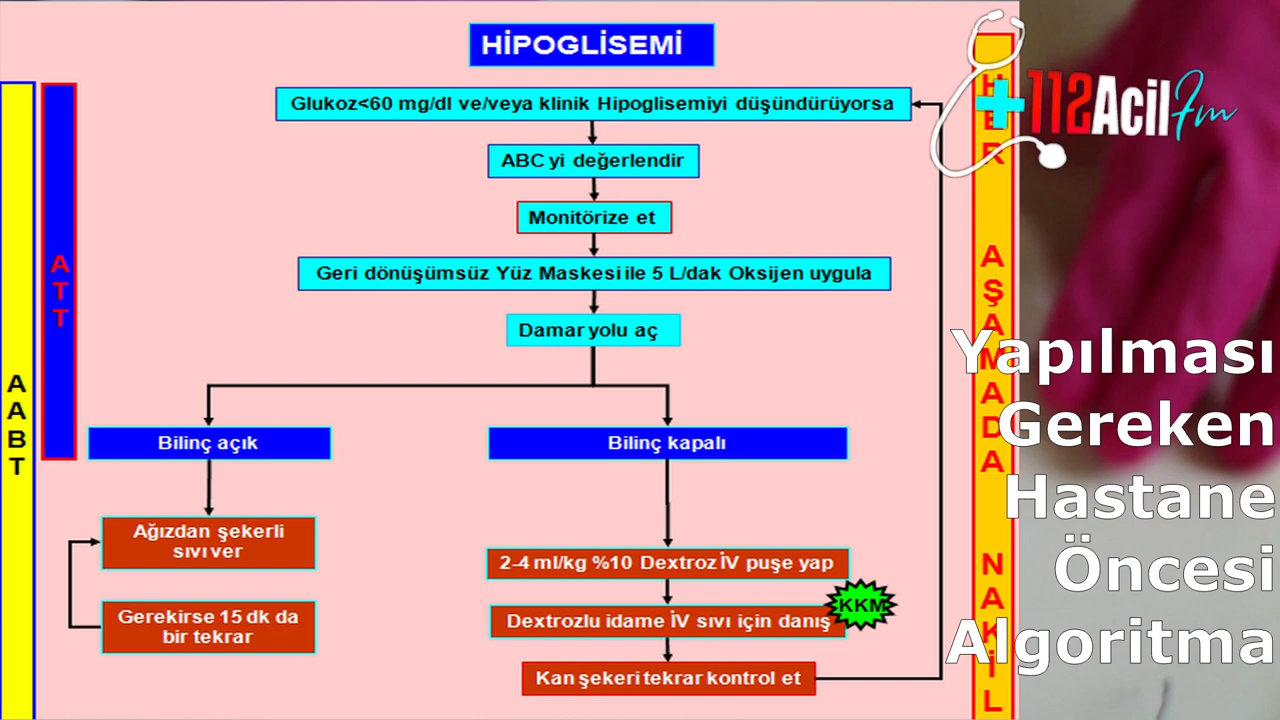 HİPOGLİSEMİ
Glukoz<60 mg/dl ve/veya klinik Hipoglisemiyi düşündürüyorsa
ABC yi değerlendir
Monitörize et
Geri dönüşümsüz Yüz Maskesi ile 5 L/dak Oksijen uygula
Damar yolu aç
Bilinç açık
Bilinç kapalı
Ağızdan şekerli
sıvı ver
Gerekirse 15 dk da
bir tekrar
2-4 ml/kg %10 Dextroz İV puşe yap
Dextrozlu idame İV sıvı için danış
KKM
Kan şekeri tekrar kontrol et
AABT
ATT
HER AŞAMADA NAKİL
112Acil Fm
Yapılması
Gereken
Hastane
Öncesi
Algoritma